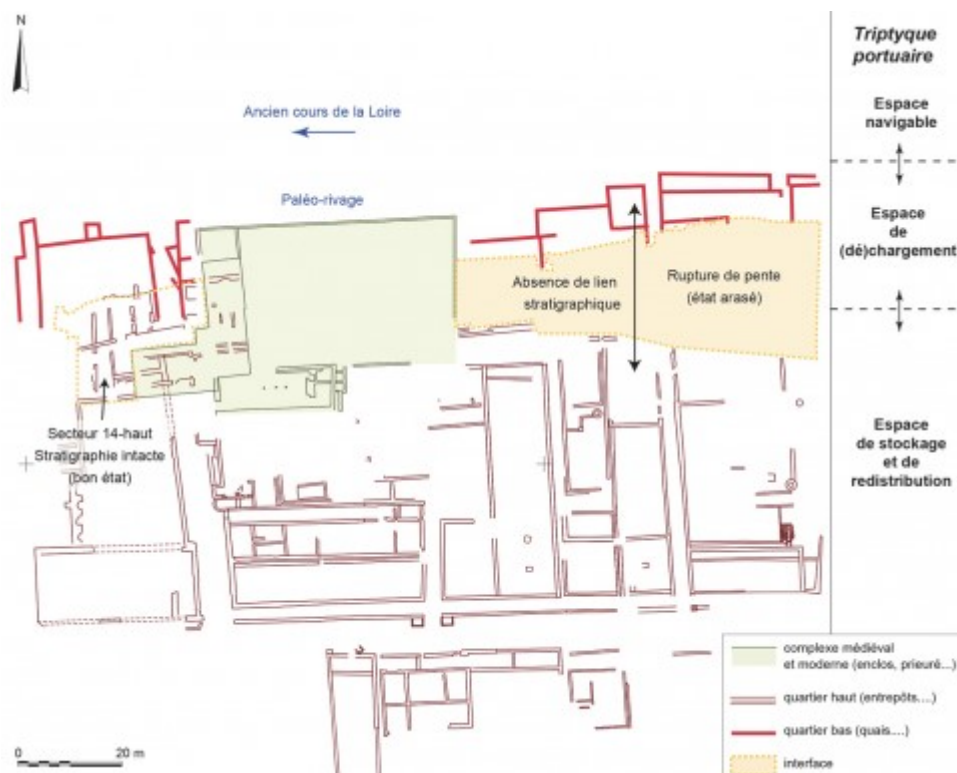 N
Triptyque
portuaire
Ancien cours de la Loire
Espace
navigable
Paléo-rivage
Espace
de
(dé)chargement
Absence de lien
stratigraphique
Rupture de pente
(état arasé)
Secteur 14-haut
Stratigraphie intacte
(bon état)
Espace
de stockage
et de
redistribution
complexe médiéval
et moderne (enclos, prieuré...)
quartier haut (entrepôts....)
quartier bas (quais....)
interface
0 20 m